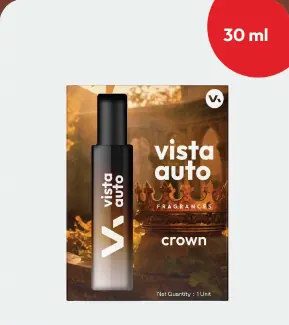 30 ml
vista
auto
FRAGRANCES
crown
vista
auto
Net Quantity : 1 Unit